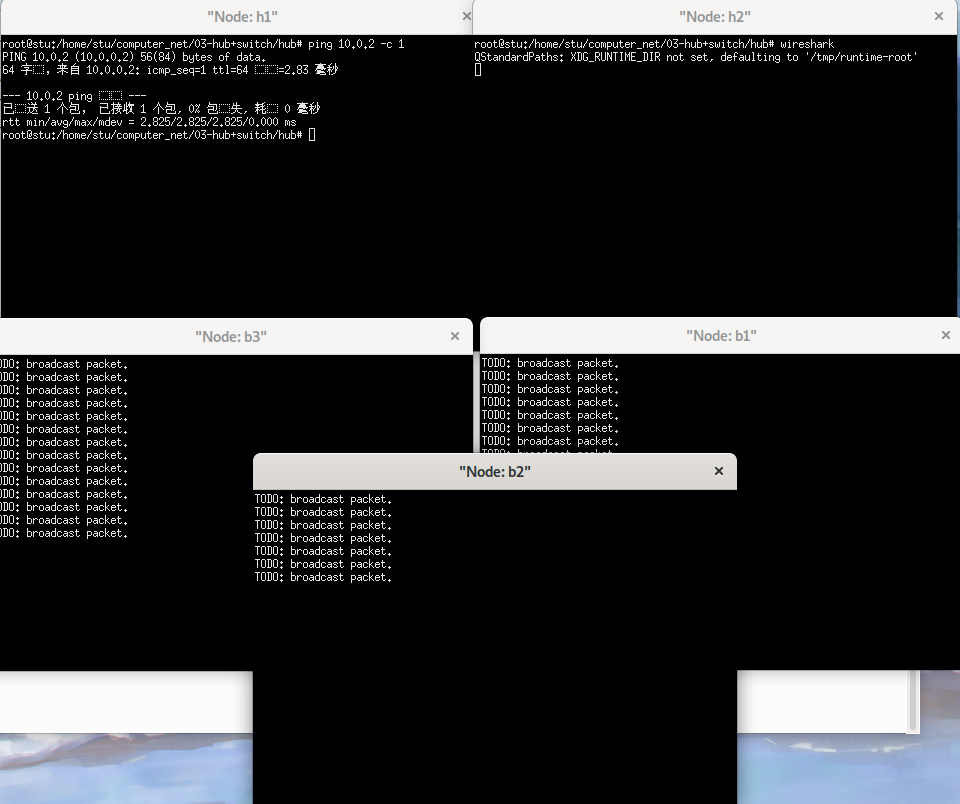 "Node: h1"
root@stu:/home/stu/computer_net/03-hub+switch/hub# ping 10.0.2 -c 1
PING 10.0.2 (10.0.0.2) 56(84) bytes of data.
64 字，来自 10.0.0.2: icmp_seq=1 ttl=64 =2.83 毫秒
--- 10.0.2 ping ---
已送 1 个包， 已接收 1 个包, 0% 包失, 耗 0 毫秒
rtt min/avg/max/mdev = 2.825/2.825/2.825/0.000 ms
root@stu:/home/stu/computer_net/03-hub+switch/hub#
"Node: h2"
root@stu:/home/stu/computer_net/03-hub+switch/hub# wireshark
QStandardPaths: XDG_RUNTIME_DIR not set, defaulting to '/tmp/runtime-root'
"Node: b3"
ODO: broadcast packet.
ODO: broadcast packet.
ODO: broadcast packet.
ODO: broadcast packet.
ODO: broadcast packet.
ODO: broadcast packet.
ODO: broadcast packet.
ODO: broadcast packet.
ODO: broadcast packet.
ODO: broadcast packet.
ODO: broadcast packet.
ODO: broadcast packet.
ODO: broadcast packet.
ODO: broadcast packet.
"Node: b1"
TODO: broadcast packet.
TODO: broadcast packet.
TODO: broadcast packet.
TODO: broadcast packet.
TODO: broadcast packet.
TODO: broadcast packet.
TODO: broadcast packet.
"Node: b2"
TODO: broadcast packet.
TODO: broadcast packet.
TODO: broadcast packet.
TODO: broadcast packet.
TODO: broadcast packet.
TODO: broadcast packet.
TODO: broadcast packet.